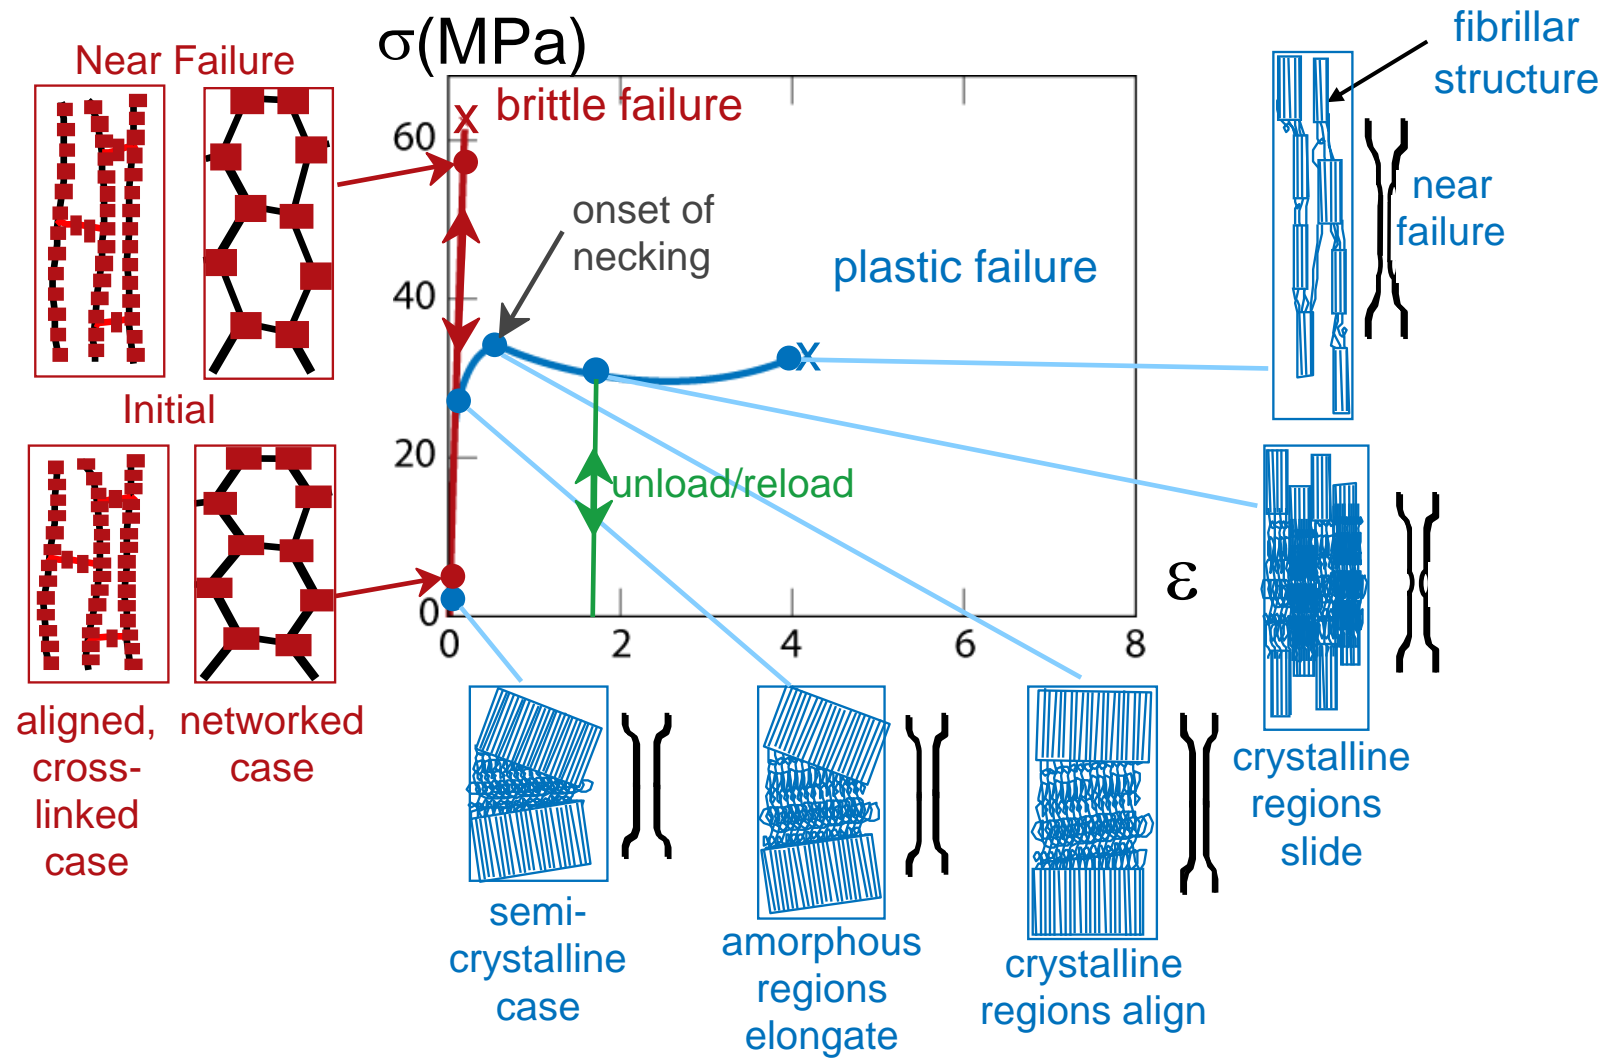 σ(MPa)
fibrillar
structure
Near Failure
x brittle failure
60
near
failure
onset of
necking
plastic failure
40
x
Initial
20
unload/reload
ε
0
0 2 4 6 8
aligned,
cross-
linked
case
networked
case
crystalline
regions
slide
semi-
crystalline
case
amorphous
regions
elongate
crystalline
regions align